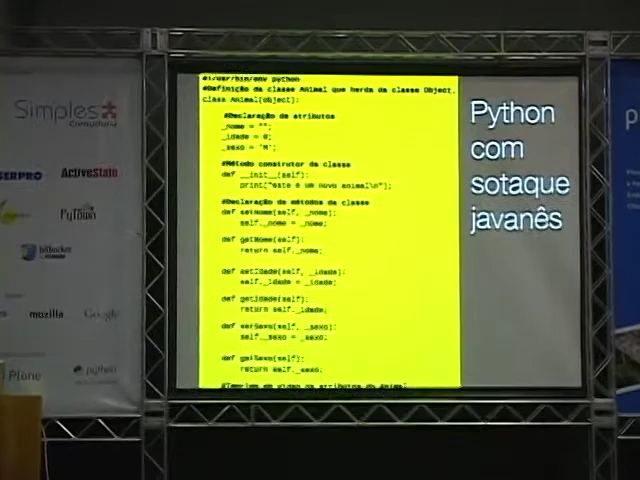 Simples
Consultoria
SERPRO
ActiveState
PyTown
bitbucket
mozilla
Google
Plone
python
#!/usr/bin/env python
#Definição da classe Animal que herda da classe Object.
class Animal(object):
#Declaração de atributos
_nome = "";
_idade = 0;
_sexo = 'M';
#Método construtor da classe
def __init__(self):
print("este é um novo animal\n");
#Declaração de métodos da classe
def setNome(self, _nome):
self._nome = _nome;
def getNome(self):
return self._nome;
def setIdade(self, _idade):
self._idade = _idade;
def getIdade(self):
return self._idade;
def setSexo(self, _sexo):
self._sexo = _sexo;
def getSexo(self):
return self._sexo;
Python
com
sotaque
javanês